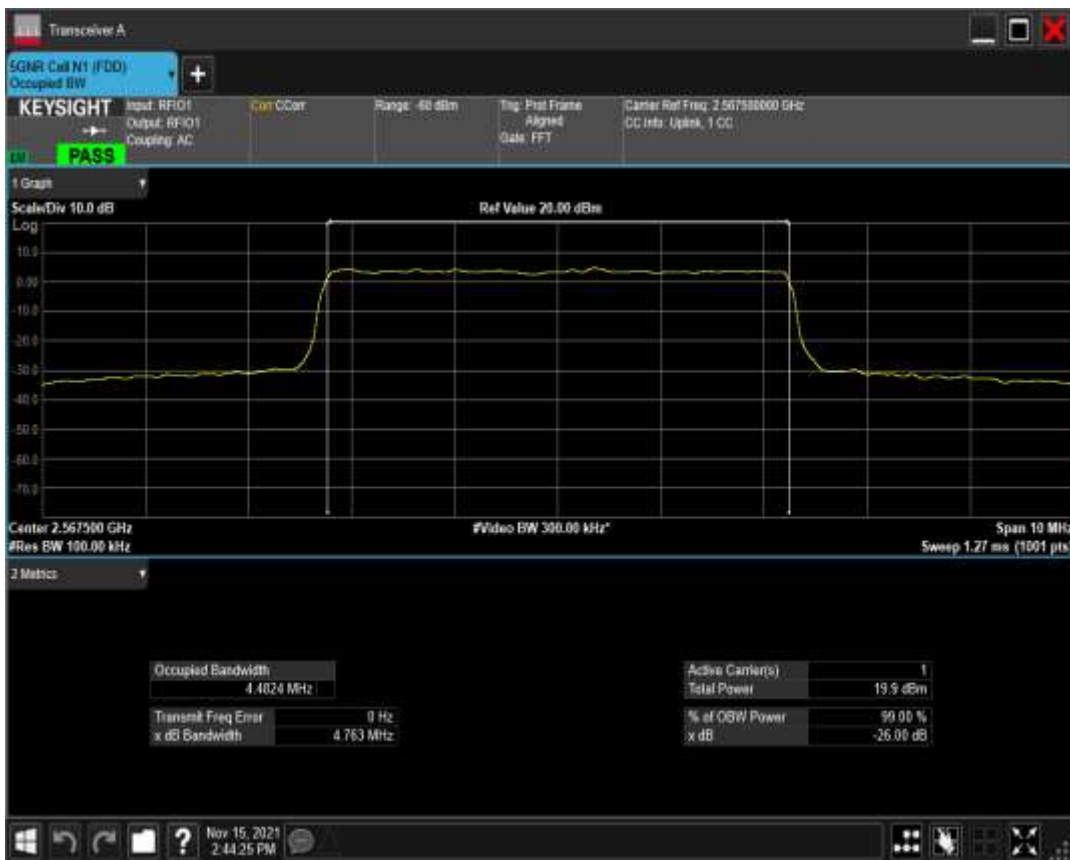 Transceiver A
5GNR Cell N1 (FDD)
Occupied BW
+
KEYSIGHT
Input: RFIO1
Output: RFIO1
Coupling: AC
Corr CCorr
Range: -60 dBm
Trig: Prot Frame
Aligned
Gate: FFT
Carrier Ref Freq: 2.567500000 GHz
CC Info: Uplink, 1 CC
PASS
1 Graph
Scale/Div 10.0 dB
Ref Value 20.00 dBm
Log
10.0
0.00
-10.0
-20.0
-30.0
-40.0
-50.0
-60.0
-70.0
Center 2.567500 GHz
#Video BW 300.00 kHz*
Span 10 MHz
#Res BW 100.00 kHz
Sweep 1.27 ms (1001 pts)
2 Metrics
Occupied Bandwidth
4.4824 MHz
Transmit Freq Error 0 Hz
x dB Bandwidth 4.763 MHz
Active Carrier(s) 1
Total Power 19.9 dBm
% of OBW Power 99.00 %
x dB -26.00 dB
?
Nov 15, 2021
2:44:25 PM